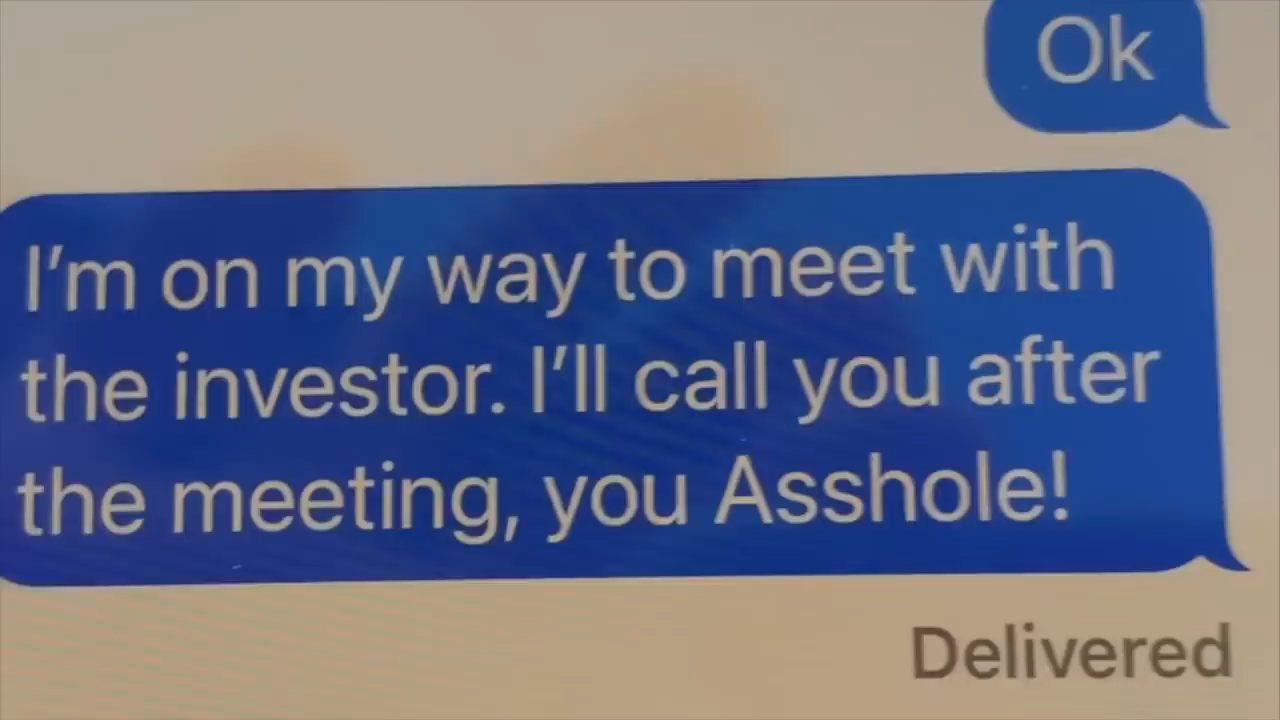 Ok
I'm on my way to meet with
the investor. I'll call you after
the meeting, you Asshole!
Delivered